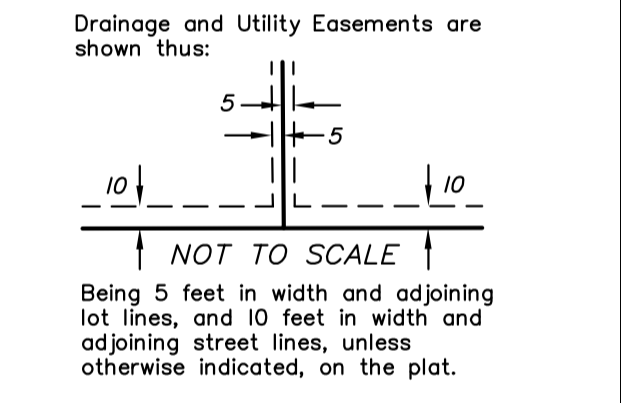 Drainage and Utility Easements are
shown thus:
5
5
10
10
NOT TO SCALE
Being 5 feet in width and adjoining
lot lines, and 10 feet in width and
adjoining street lines, unless
otherwise indicated, on the plat.